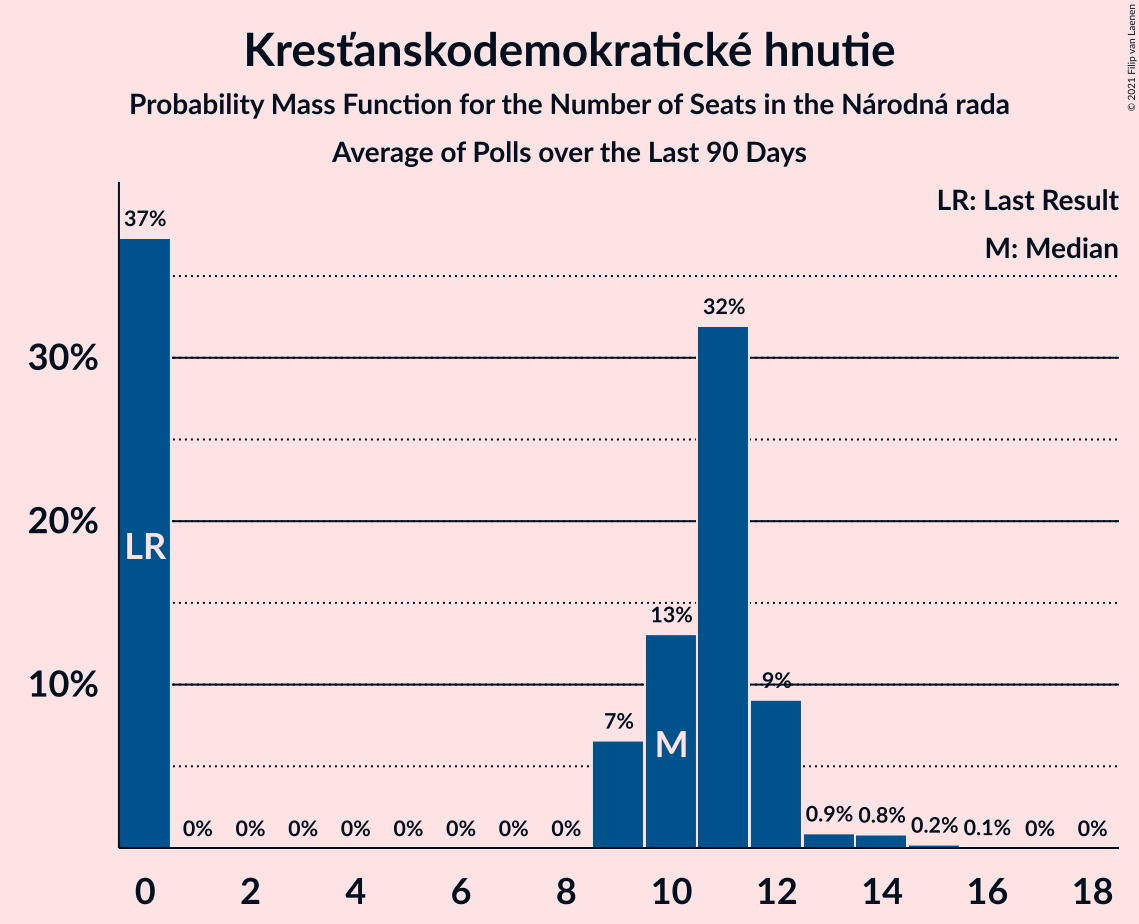 Kresťanskodemokratické hnutie
Probability Mass Function for the Number of Seats in the Národná rada
Average of Polls over the Last 90 Days
© 2021 Filip van Laenen
LR: Last Result
M: Median
37%
32%
30%
20%
LR
13%
10%
9%
7%
M
0% 0% 0% 0% 0% 0% 0% 0% 0.9% 0.8% 0.2% 0.1% 0% 0%
0 2 4 6 8 10 12 14 16 18